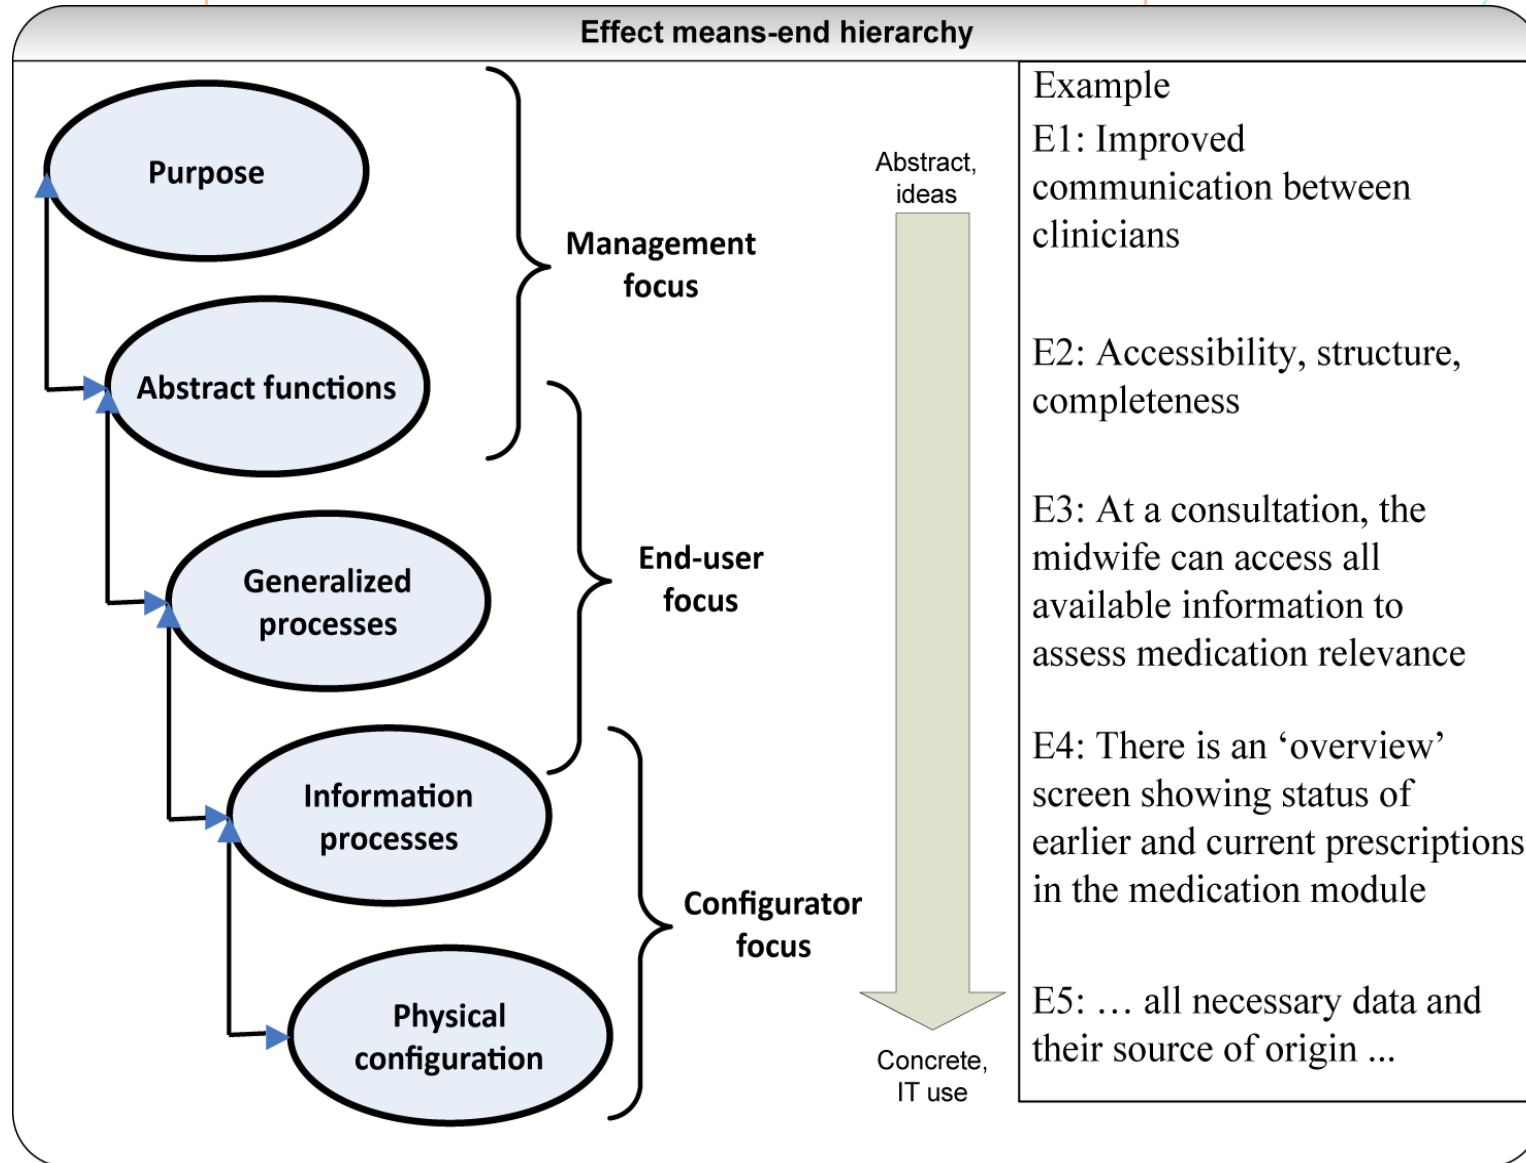 Effect means-end hierarchy
Purpose
Abstract functions
Generalized
processes
Information
processes
Physical
configuration
Management
focus
End-user
focus
Configurator
focus
Abstract,
ideas
Concrete,
IT use
Example
E1: Improved
communication between
clinicians
E2: Accessibility, structure,
completeness
E3: At a consultation, the
midwife can access all
available information to
assess medication relevance
E4: There is an ‘overview’
screen showing status of
earlier and current prescriptions
in the medication module
E5: … all necessary data and
their source of origin ...